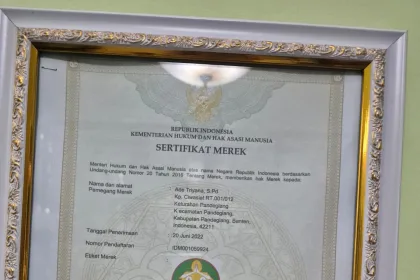 REPUBLIK INDONESIA
KEMENTERIAN HUKUM DAN HAK ASASI MANUSIA
SERTIFIKAT MEREK
Menteri Hukum dan Hak Asasi Manusia atas nama Negara Republik Indonesia berdasarkan
Undang-undang Nomor 20 Tahun 2016 Tentang Merek, memberikan hak Merek kepada:
Nama dan alamat : Ade Triyana, S.Pd
Pemegang Merek Kp. Ciwasiat RT 001/012
Kelurahan Pandeglang,
Kecamatan Pandeglang,
Kabupaten Pandeglang, Banten,
Indonesia, 42211
Tanggal Penerimaan : 20 Juni 2022
Nomor Pendaftaran : IDM001050924
Etiket Merek :